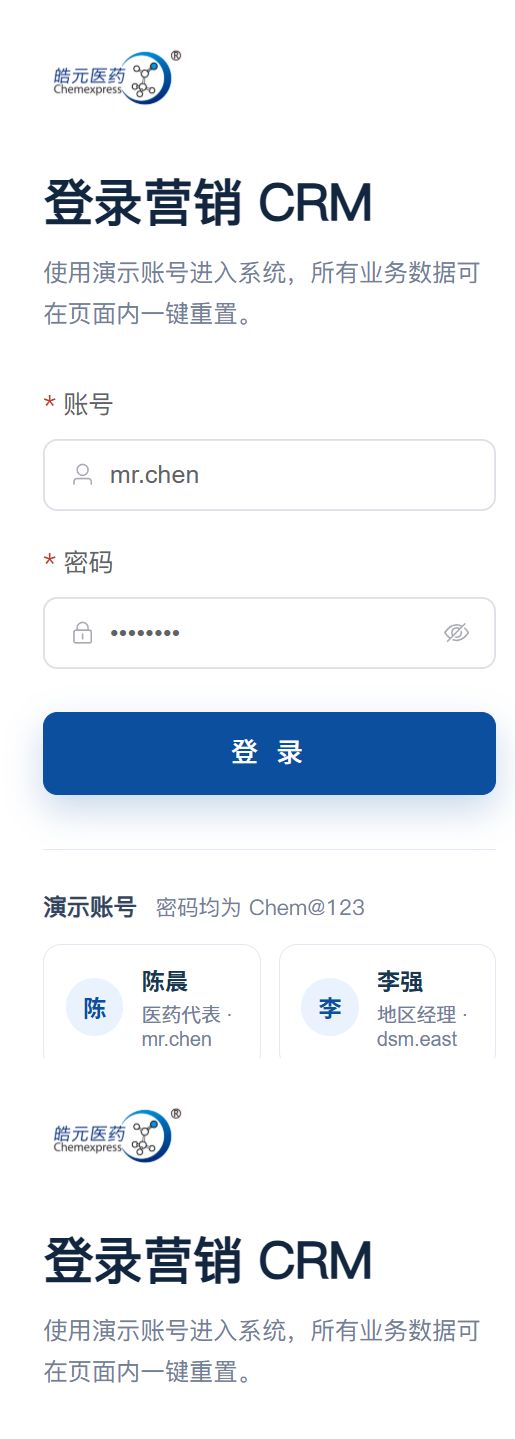 皓元医药®
Chemexpress
登录营销 CRM
使用演示账号进入系统，所有业务数据可
在页面内一键重置。
* 账号
mr.chen
* 密码
••••••••
登 录
演示账号 密码均为 Chem@123
陈
陈晨
医药代表 ·
mr.chen
李
李强
地区经理 ·
dsm.east
皓元医药®
Chemexpress
登录营销 CRM
使用演示账号进入系统，所有业务数据可
在页面内一键重置。